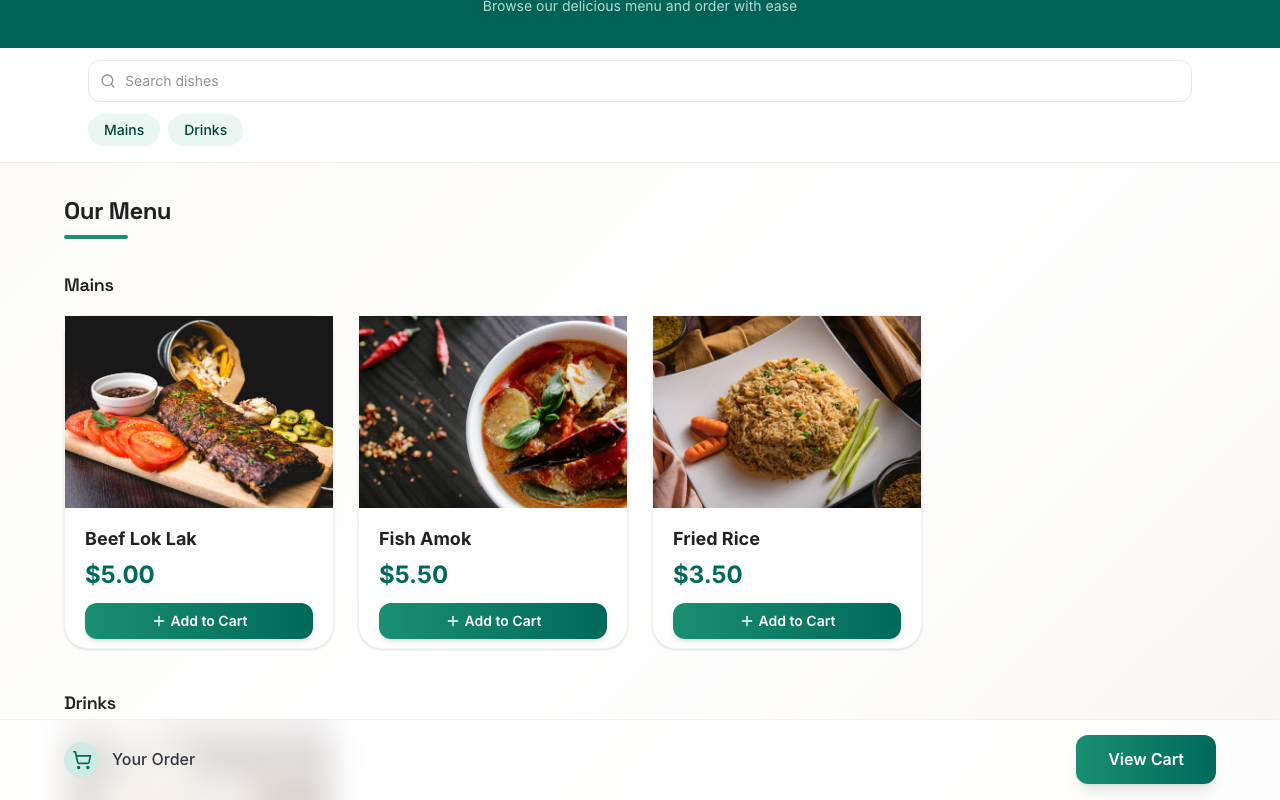 Browse our delicious menu and order with ease
Search dishes
Mains
Drinks
Our Menu
Mains
Beef Lok Lak
$5.00
+ Add to Cart
Fish Amok
$5.50
+ Add to Cart
Fried Rice
$3.50
+ Add to Cart
Drinks
Your Order
View Cart